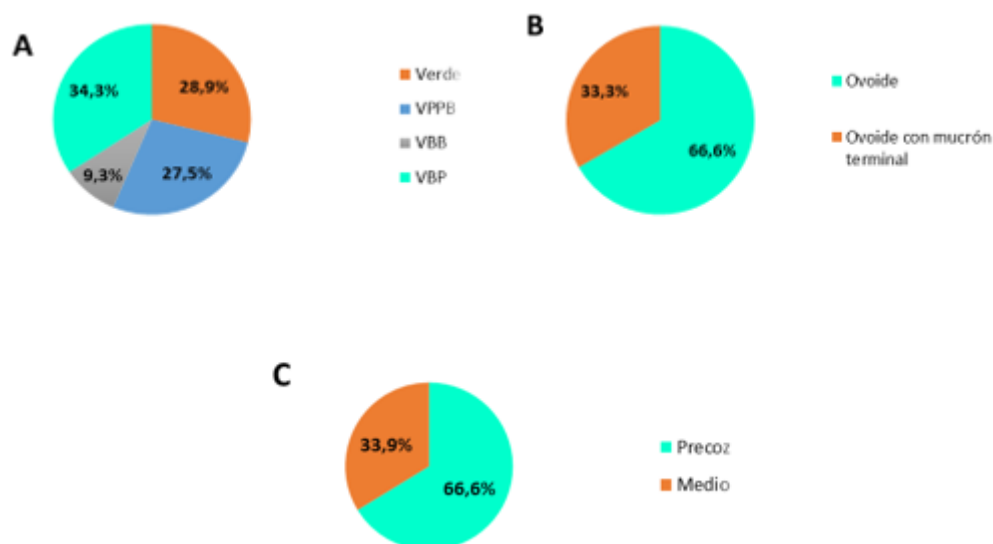 A
34,3%
28,9%
9,3%
27,5%
Verde
VPPB
VBB
VBP
B
33,3%
66,6%
Ovoide
Ovoide con mucrón
terminal
C
33,9%
66,6%
Precoz
Medio